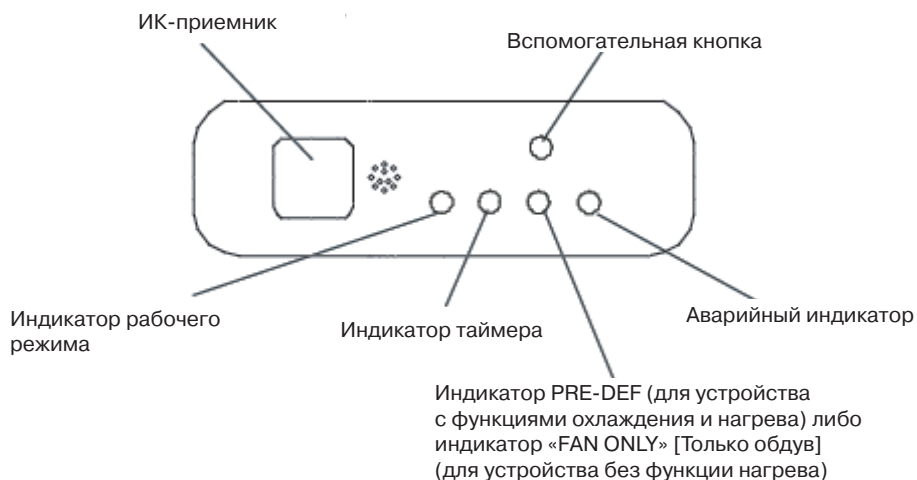 ИК-приемник
Вспомогательная кнопка
Индикатор рабочего
режима
Индикатор таймера
Аварийный индикатор
Индикатор PRE-DEF (для устройства
с функциями охлаждения и нагрева) либо
индикатор «FAN ONLY» [Только обдув]
(для устройства без функции нагрева)